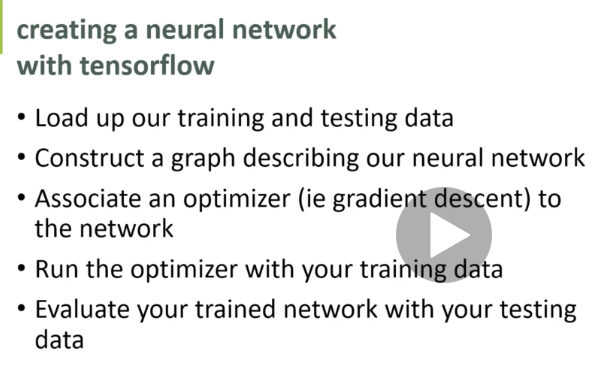 creating a neural network
with tensorflow
• Load up our training and testing data
• Construct a graph describing our neural network
• Associate an optimizer (ie gradient descent) to
the network
• Run the optimizer with your training data
• Evaluate your trained network with your testing
data